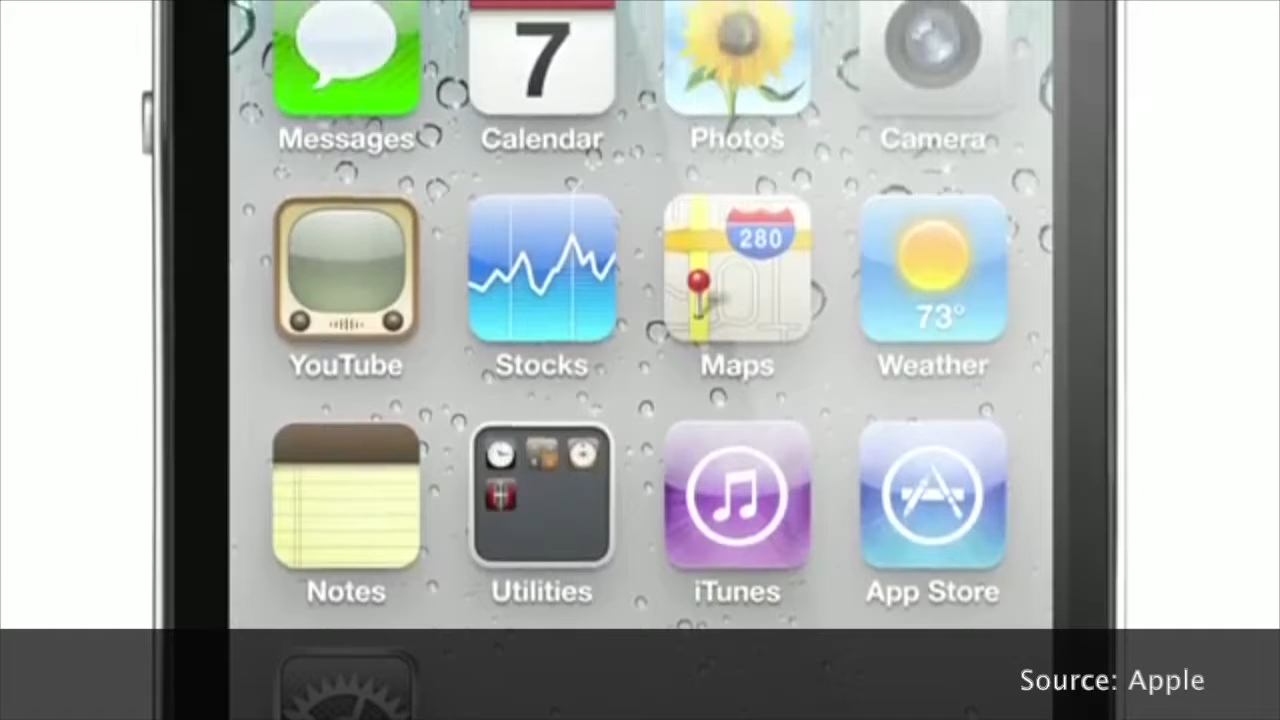 7
Messages Calendar Photos Camera
280
73°
YouTube Stocks Maps Weather
Notes Utilities iTunes App Store
Source: Apple